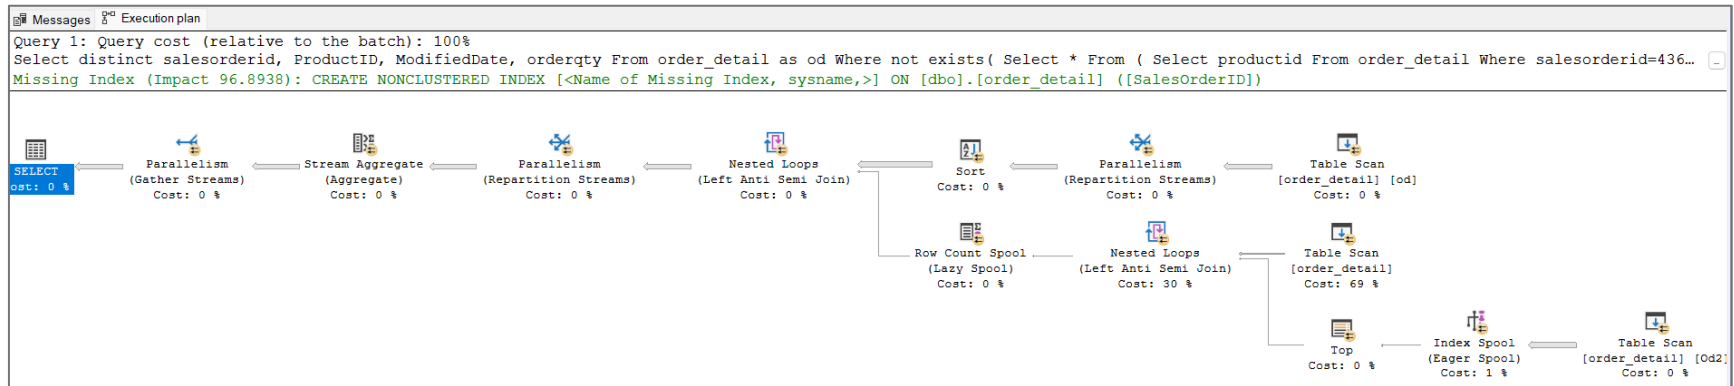 Messages Execution plan
Query 1: Query cost (relative to the batch): 100%
Select distinct salesorderid, ProductID, ModifiedDate, orderqty From order_detail as od Where not exists( Select * From ( Select productid From order_detail Where salesorderid=436… ...
Missing Index (Impact 96.8938): CREATE NONCLUSTERED INDEX [<Name of Missing Index, sysname,>] ON [dbo].[order_detail] ([SalesOrderID])
SELECT
ost: 0 %
Parallelism
(Gather Streams)
Cost: 0 %
Stream Aggregate
(Aggregate)
Cost: 0 %
Parallelism
(Repartition Streams)
Cost: 0 %
Nested Loops
(Left Anti Semi Join)
Cost: 0 %
Sort
Cost: 0 %
Parallelism
(Repartition Streams)
Cost: 0 %
Table Scan
[order_detail] [od]
Cost: 0 %
Row Count Spool
(Lazy Spool)
Cost: 0 %
Nested Loops
(Left Anti Semi Join)
Cost: 30 %
Table Scan
[order_detail]
Cost: 69 %
Top
Cost: 0 %
Index Spool
(Eager Spool)
Cost: 1 %
Table Scan
[order_detail] [Od2]
Cost: 0 %